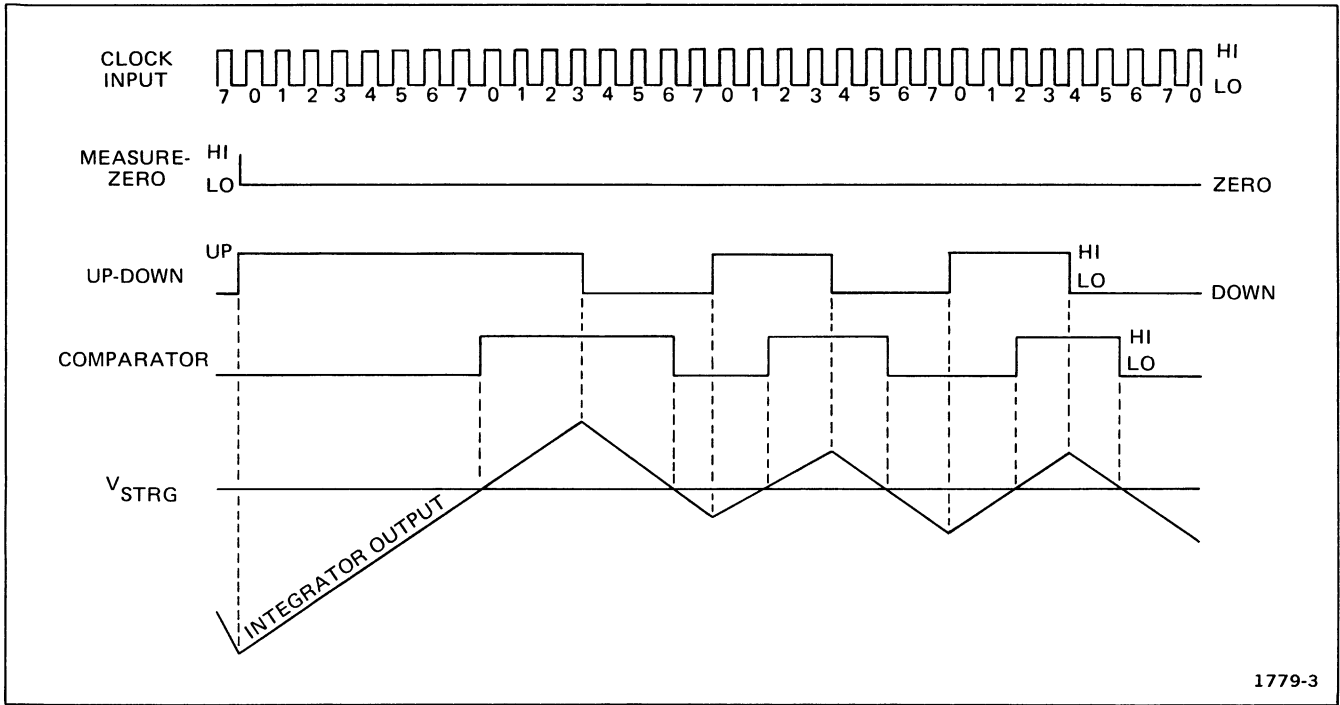 CLOCK
INPUT
HI
LO
7 0 1 2 3 4 5 6 7 0 1 2 3 4 5 6 7 0 1 2 3 4 5 6 7 0 1 2 3 4 5 6 7 0
MEASURE-
ZERO
HI
LO
ZERO
UP-DOWN
UP
HI
LO
DOWN
COMPARATOR
HI
LO
VSTRG
INTEGRATOR OUTPUT
1779-3